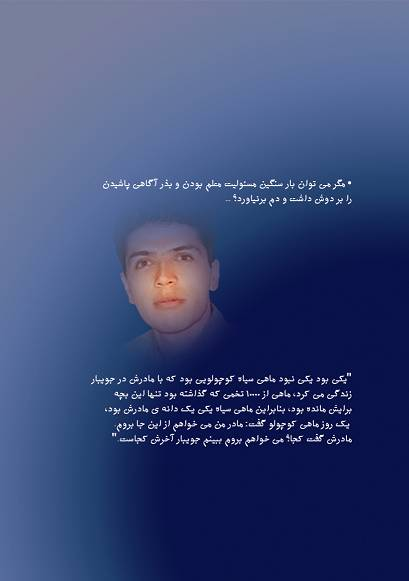 • مگر می توان بار سنگین مسئولیت معلم بودن و بذر آگاهی پاشیدن
را بر دوش داشت و دم برنیاورد؟ ..
"یکی بود یکی نبود ماهی سیاه کوچولویی بود که با مادرش در جویبار
زندگی می کرد، ماهی از ۱۰۰۰۰ تخمی که گذاشته بود تنها این بچه
برایش مانده بود، بنابراین ماهی سیاه یکی یک دانه ی مادرش بود،
یک روز ماهی کوچولو گفت: مادر من می خواهم از این جا بروم.
مادرش گفت کجا؟ می خواهم بروم ببینم جویبار آخرش کجاست."